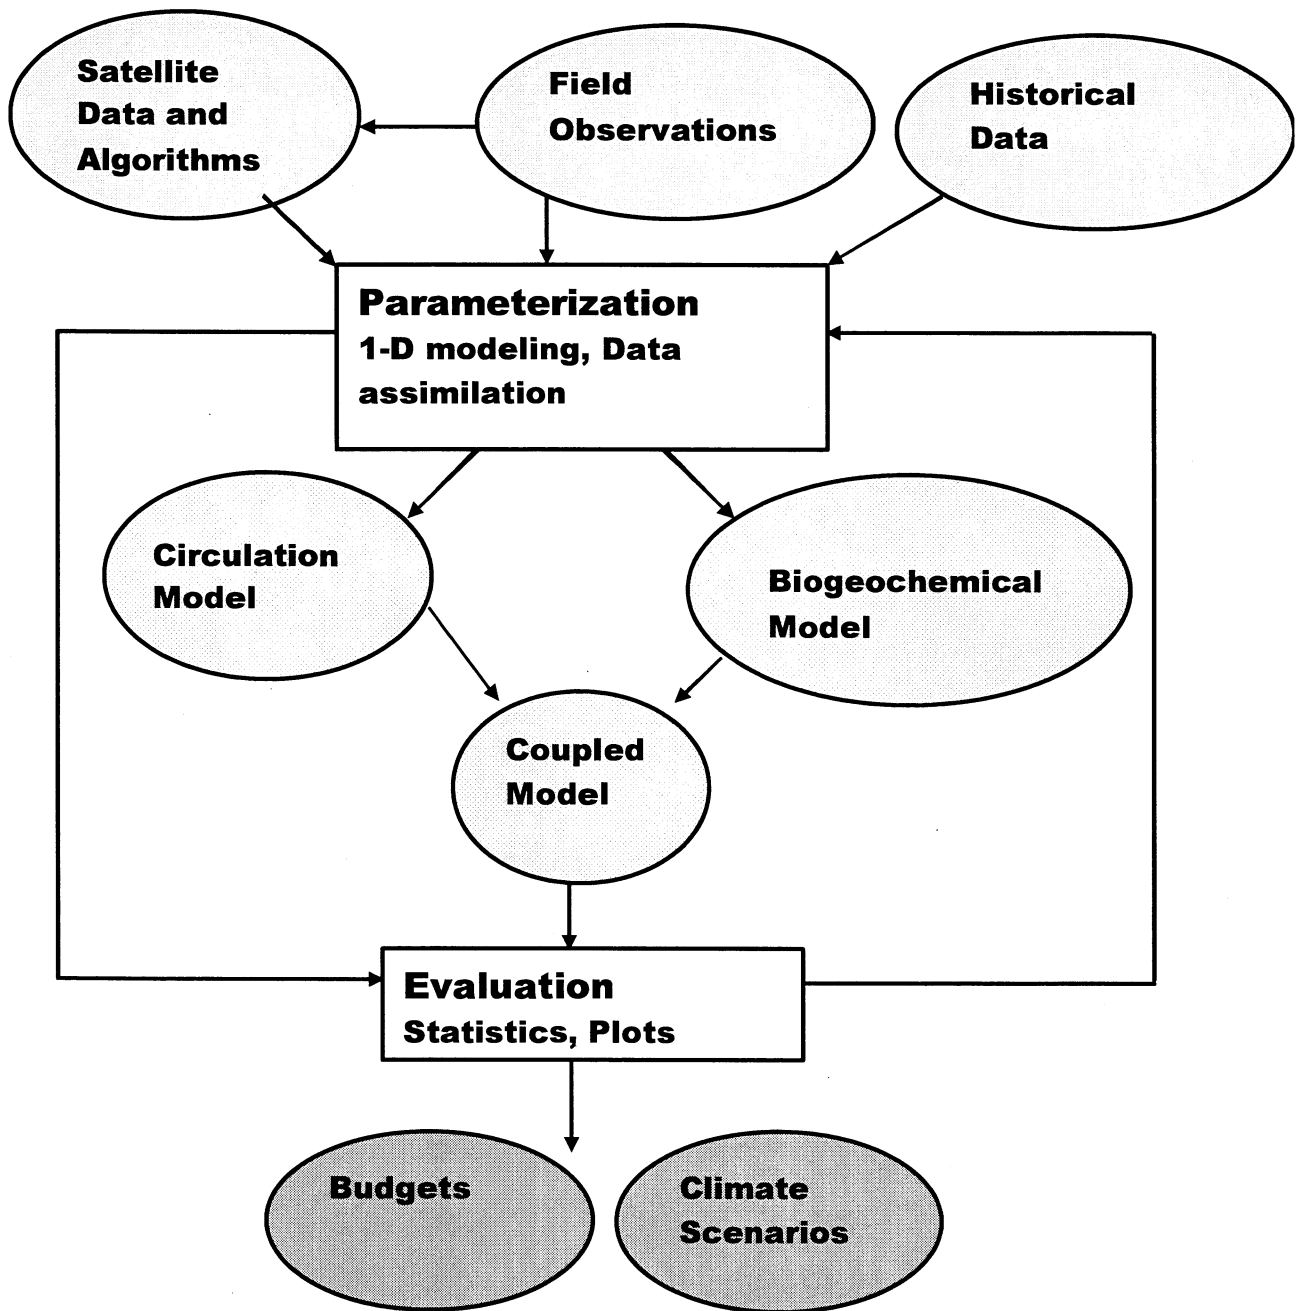 Satellite
Data and
Algorithms
Field
Observations
Historical
Data
Parameterization
1-D modeling, Data
assimilation
Circulation
Model
Biogeochemical
Model
Coupled
Model
Evaluation
Statistics, Plots
Budgets
Climate
Scenarios